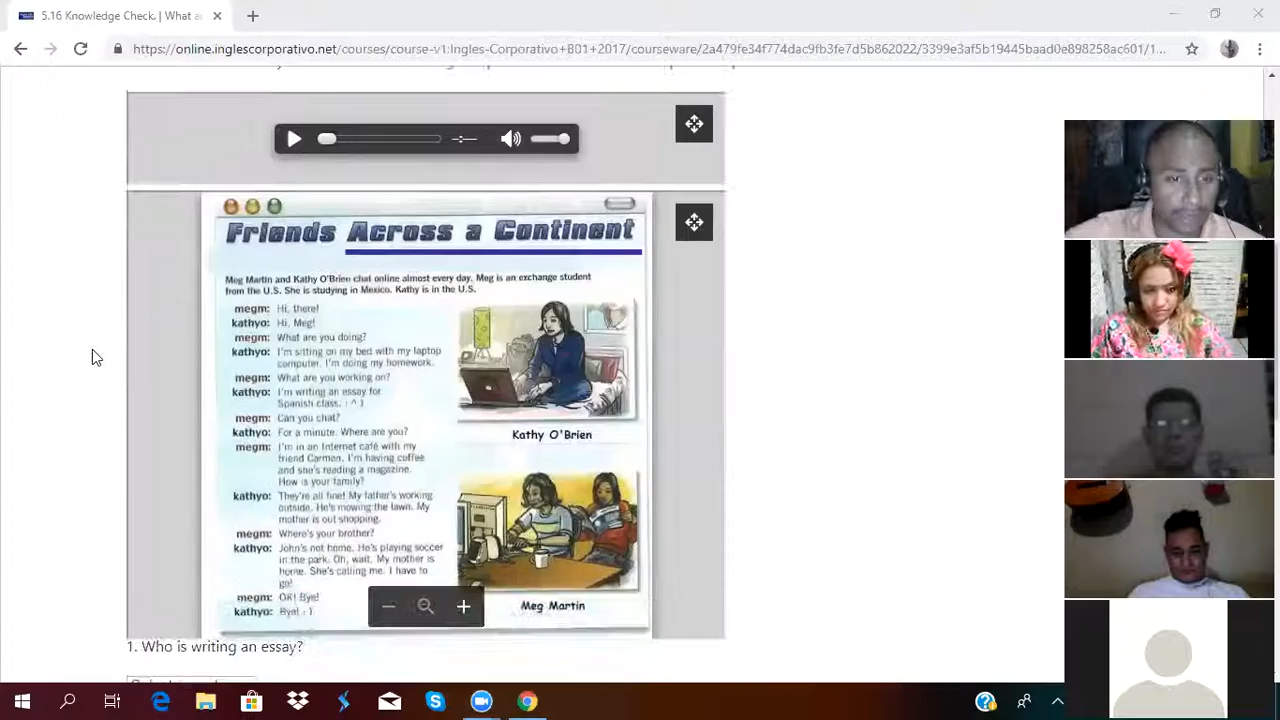 5.16 Knowledge Check. | What a
https://online.inglescorporativo.net/courses/course-v1:Ingles-Corporativo+B01+2017/courseware/2a479fe34f774dac9fb3fe7d5b862022/3399e3af5b19445baad0e898258ac601/1...
Friends Across a Continent
Meg Martin and Kathy O'Brien chat online almost every day. Meg is an exchange student
from the U.S. She is studying in Mexico. Kathy is in the U.S.
megm: Hi, there!
kathyo: Hi, Meg!
megm: What are you doing?
kathyo: I'm sitting on my bed with my laptop
computer. I'm doing my homework.
megm: What are you working on?
kathyo: I'm writing an essay for
Spanish class. : ^ )
megm: Can you chat?
kathyo: For a minute. Where are you?
megm: I'm in an Internet café with my
friend Carmen. I'm having coffee
and she's reading a magazine.
How is your family?
kathyo: They're all fine! My father's working
outside. He's mowing the lawn. My
mother is out shopping.
megm: Where's your brother?
kathyo: John's not home. He's playing soccer
in the park. Oh, wait. My mother is
home. She's calling me. I have to
go!
megm: OK! Bye!
kathyo: Bye! : )
Kathy O'Brien
Meg Martin
1. Who is writing an essay?